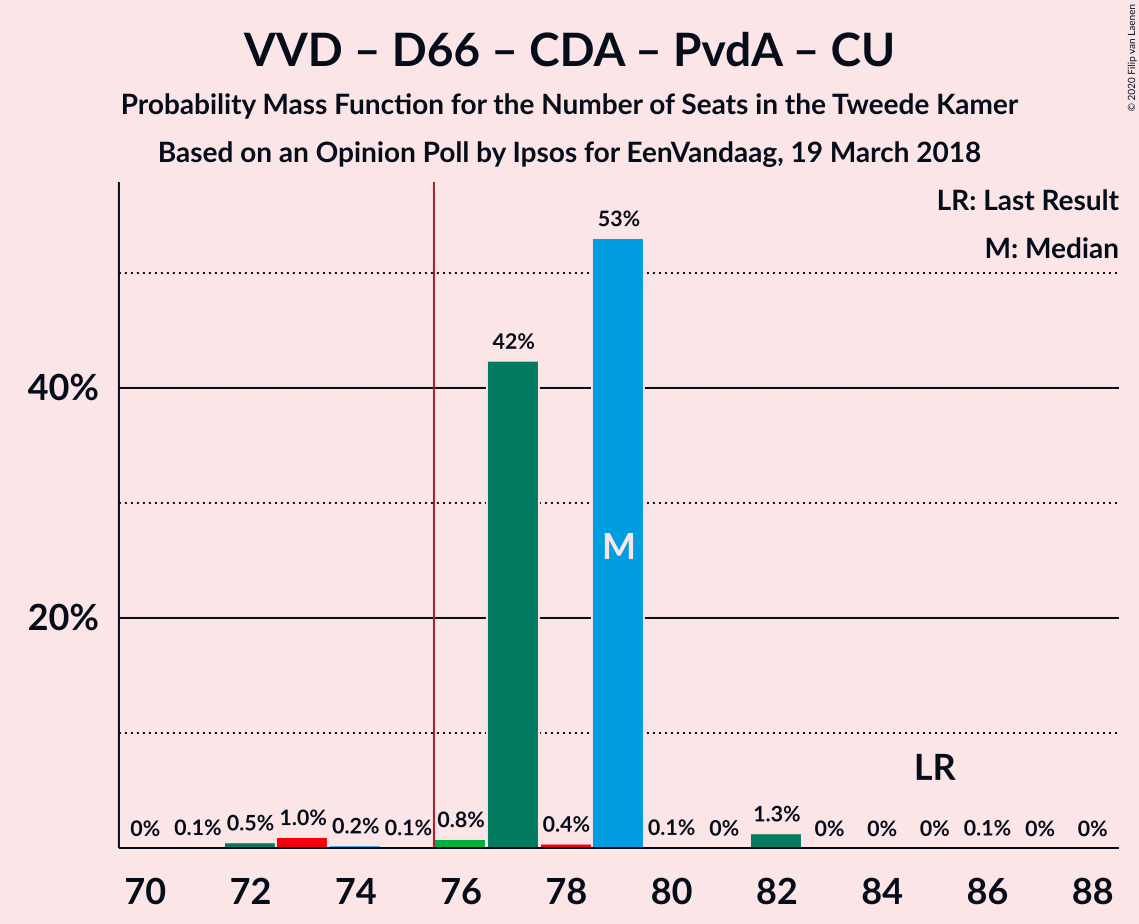 VVD – D66 – CDA – PvdA – CU
Probability Mass Function for the Number of Seats in the Tweede Kamer
Based on an Opinion Poll by Ipsos for EenVandaag, 19 March 2018
© 2020 Filip van Laenen
LR: Last Result
M: Median
53%
42%
40%
M
20%
LR
0% 0.1% 0.5% 1.0% 0.2% 0.1% 0.8% 0.4% 0.1% 0% 1.3% 0% 0% 0% 0.1% 0% 0%
70 72 74 76 78 80 82 84 86 88